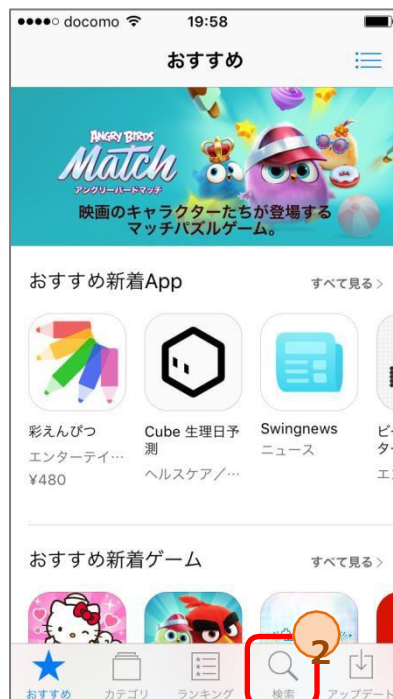 docomo 19:58
おすすめ
ANGRY BIRDS
Match
アングリーバードマッチ
映画のキャラクターたちが登場する
マッチパズルゲーム。
おすすめ新着App すべて見る >
彩えんぴつ
エンターテイ…
¥480
Cube 生理日予
測
ヘルスケア／…
Swingnews
ニュース
ビ
タ
エ
おすすめ新着ゲーム すべて見る >
2
おすすめ カテゴリ ランキング 検索 アップデート